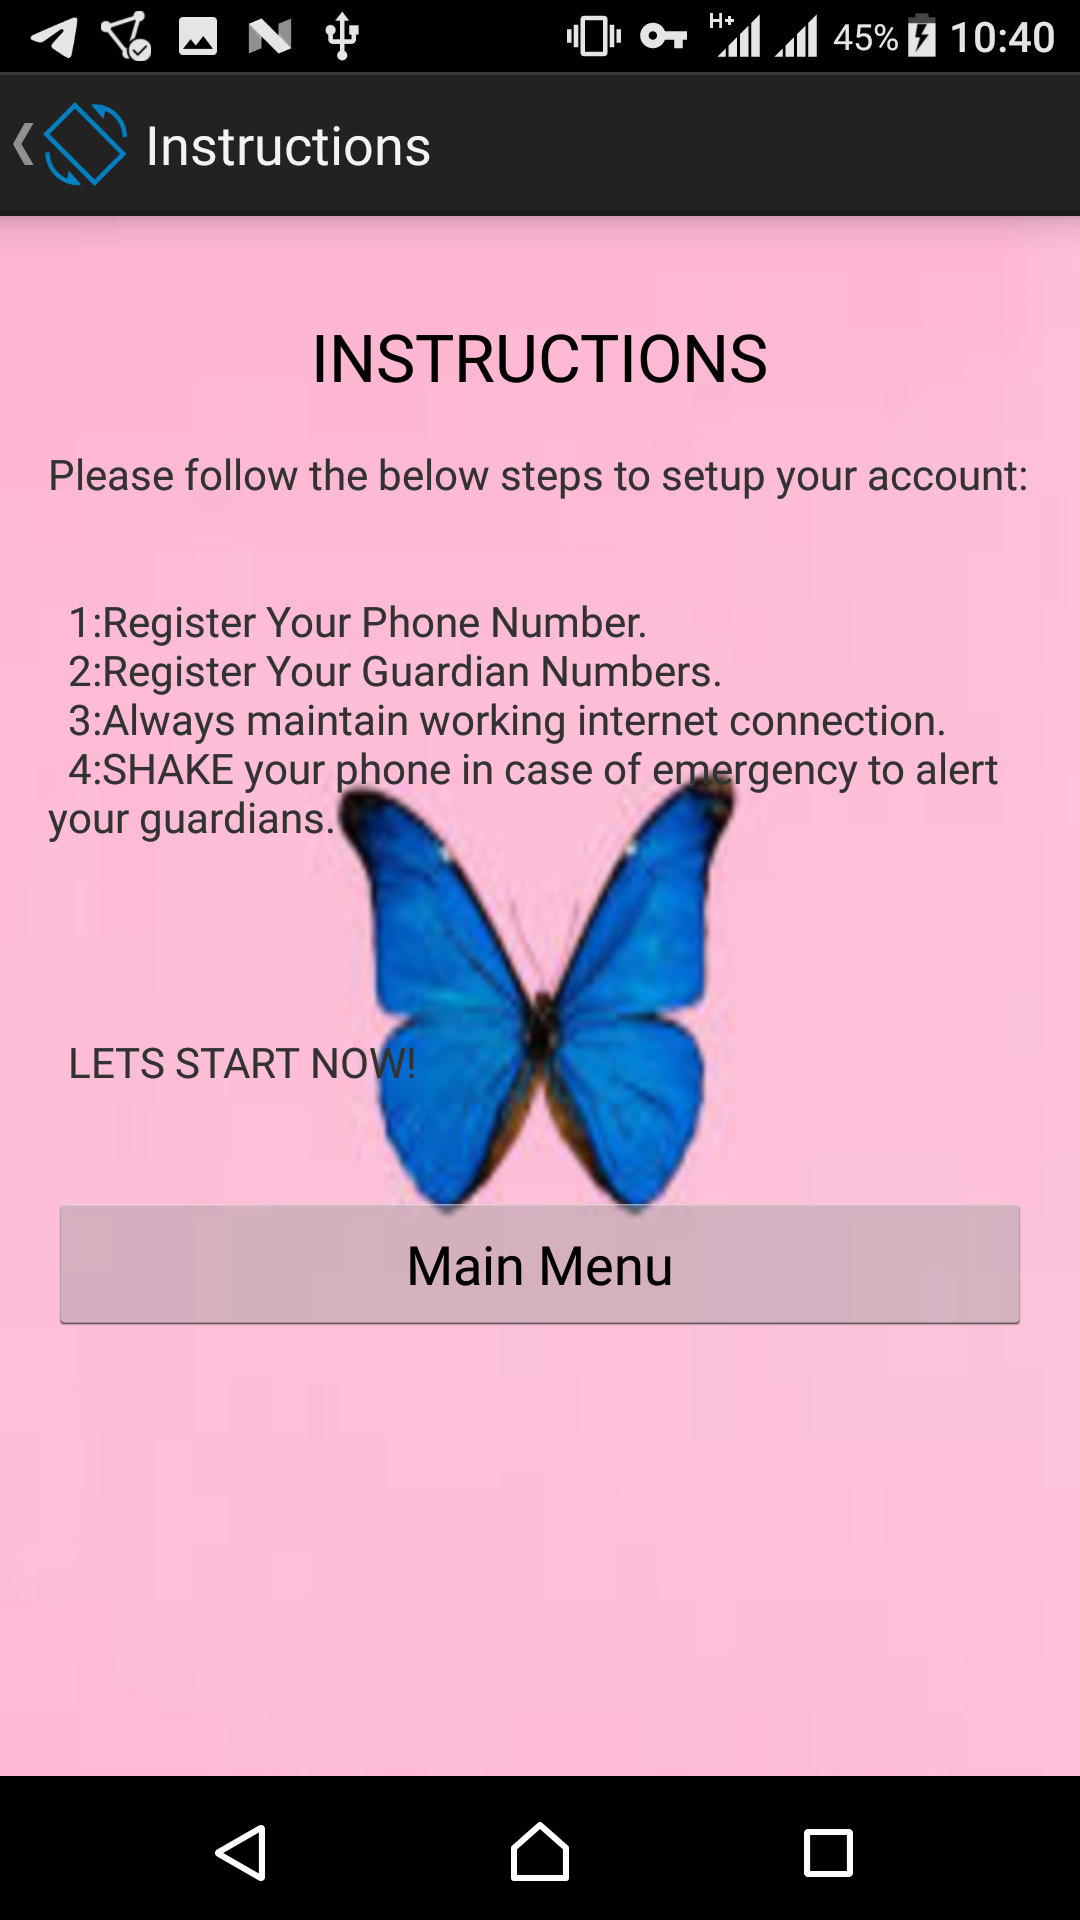 H+ 45% 10:40
Instructions
INSTRUCTIONS
Please follow the below steps to setup your account:
1:Register Your Phone Number.
2:Register Your Guardian Numbers.
3:Always maintain working internet connection.
4:SHAKE your phone in case of emergency to alert
your guardians.
LETS START NOW!
Main Menu